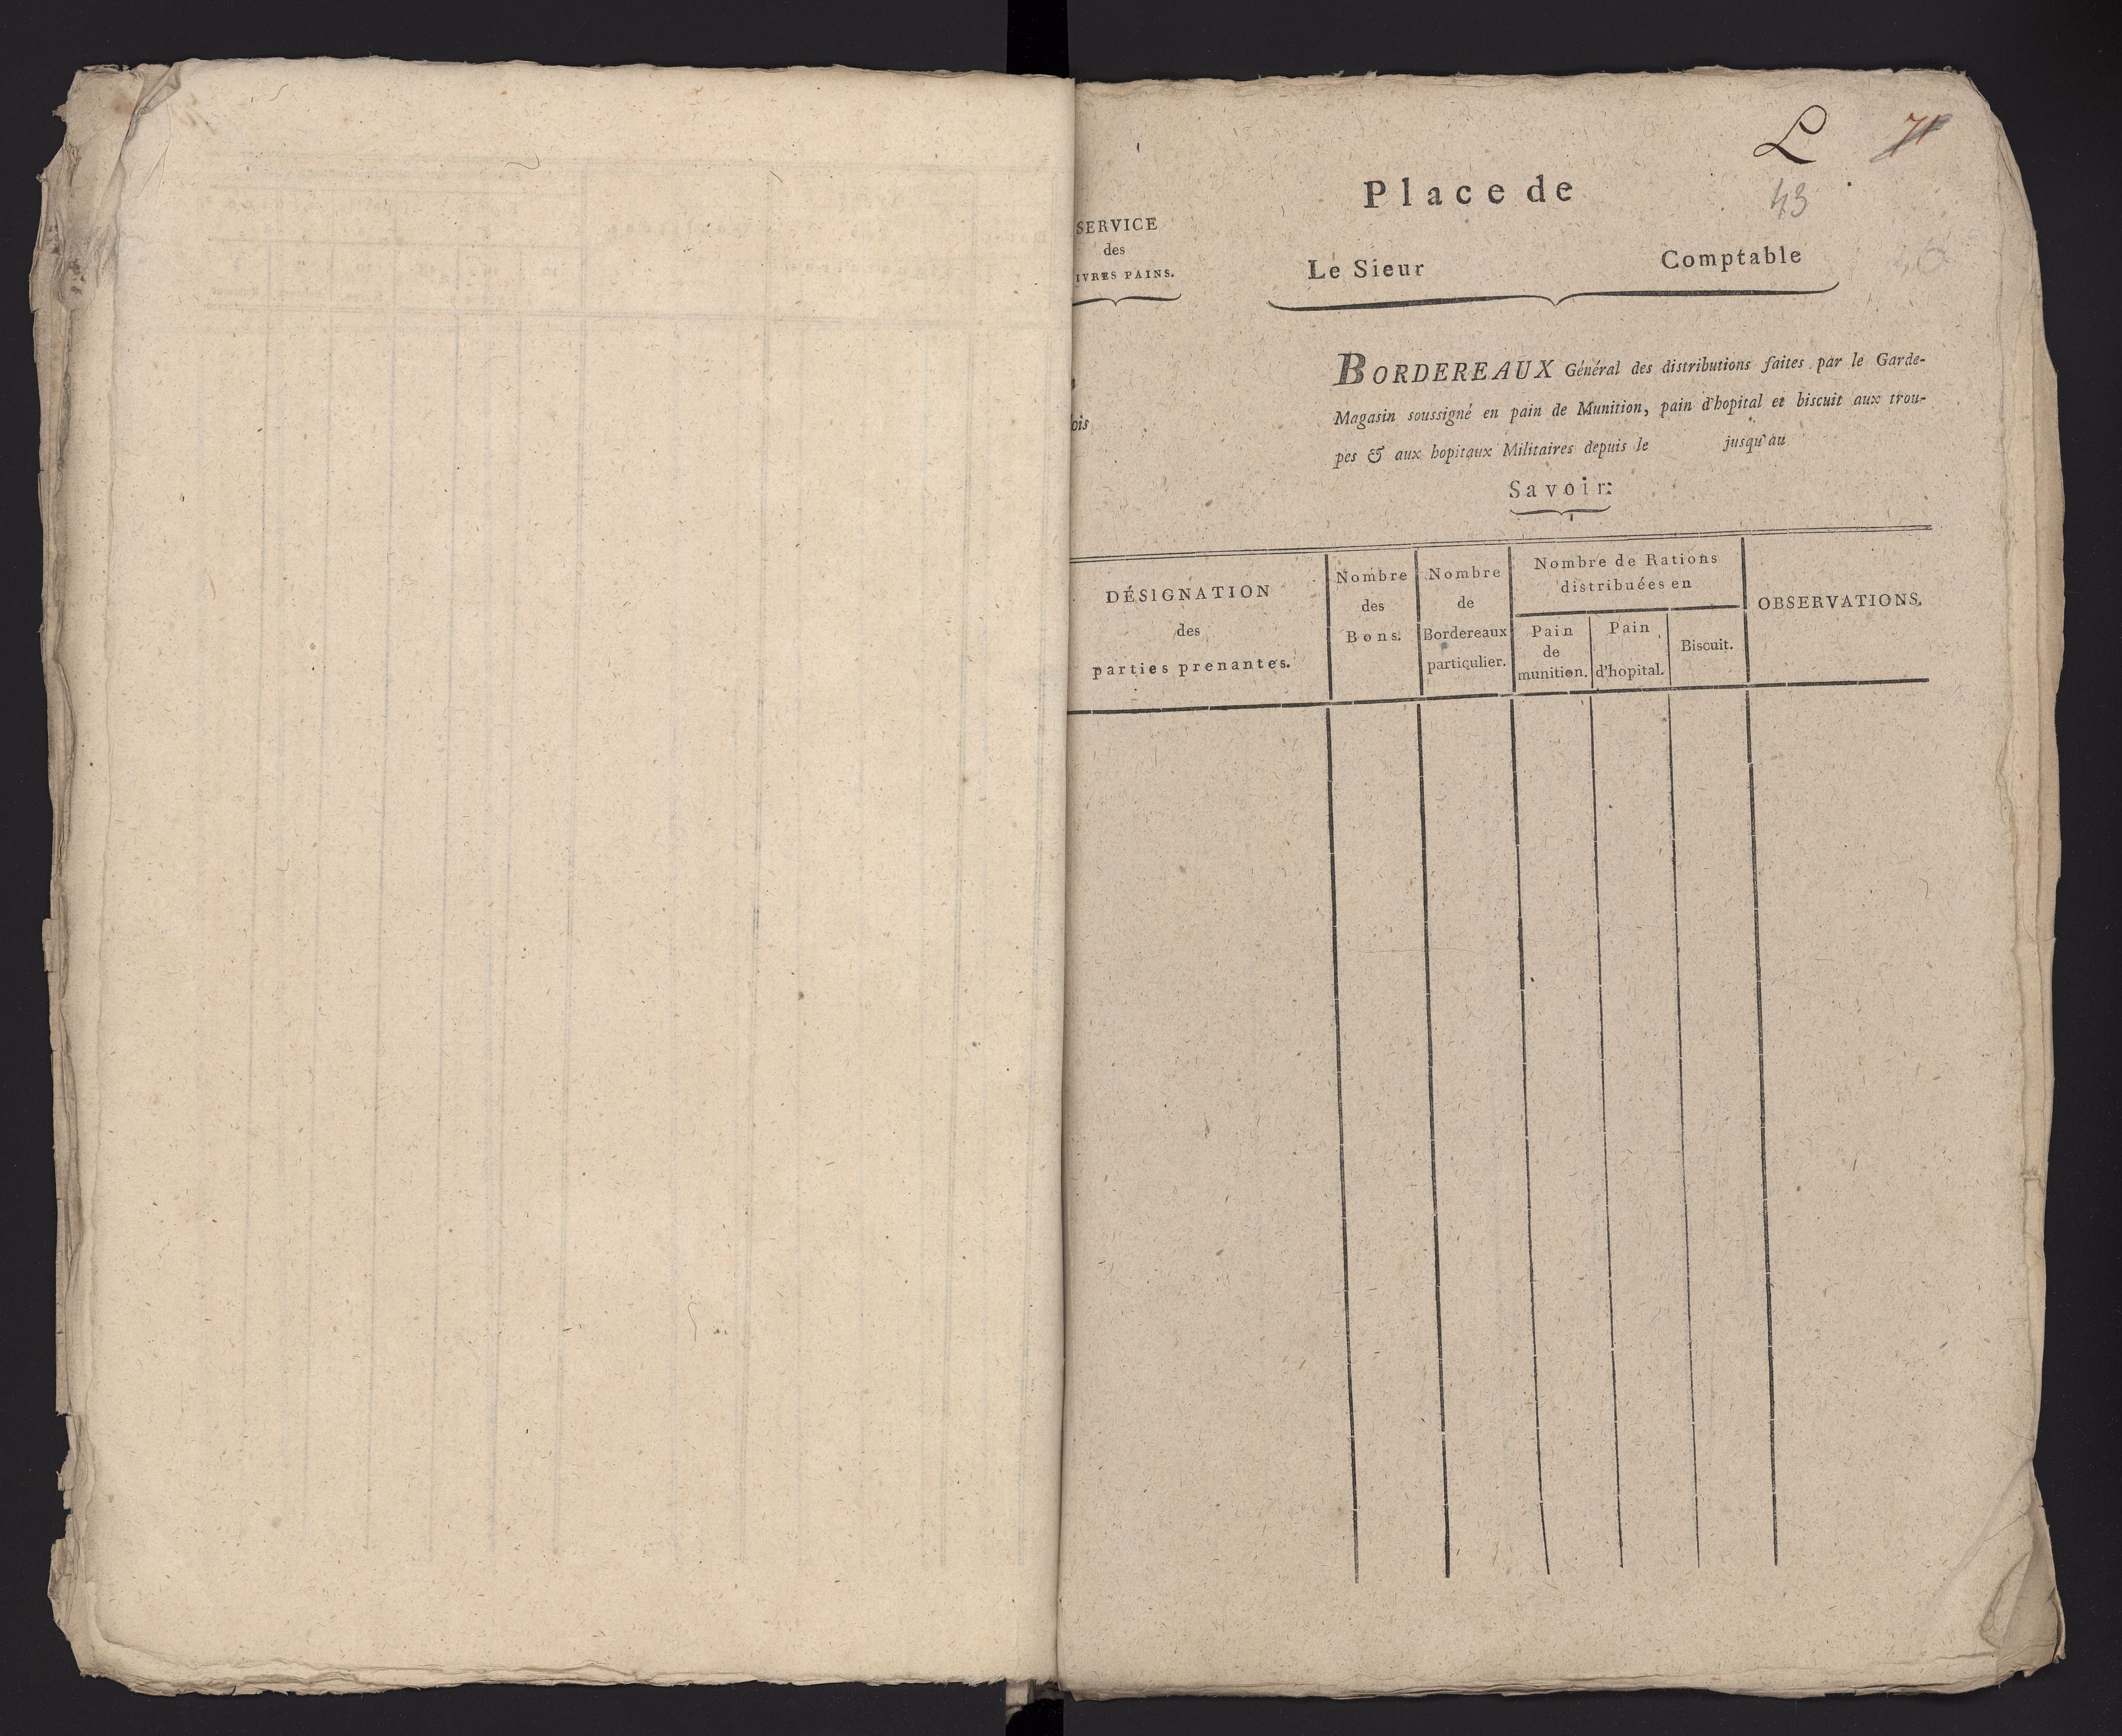 L
71
Place de
43
SERVICE
des
IVRES PAINS.
Le Sieur Comptable
BORDEREAUX Général des distributions faites par le Garde-
Magasin soussigné en pain de Munition, pain d'hopital et biscuit aux trou-
ois
pes & aux hopitaux Militaires depuis le jusqu'au
Savoir:
DÉSIGNATION
des
parties prenantes.
Nombre
des
Bons.
Nombre
de
Bordereaux
particulier.
Nombre de Rations
distribuées en
Pain
de
munition.
Pain
d'hopital.
Biscuit.
OBSERVATIONS.